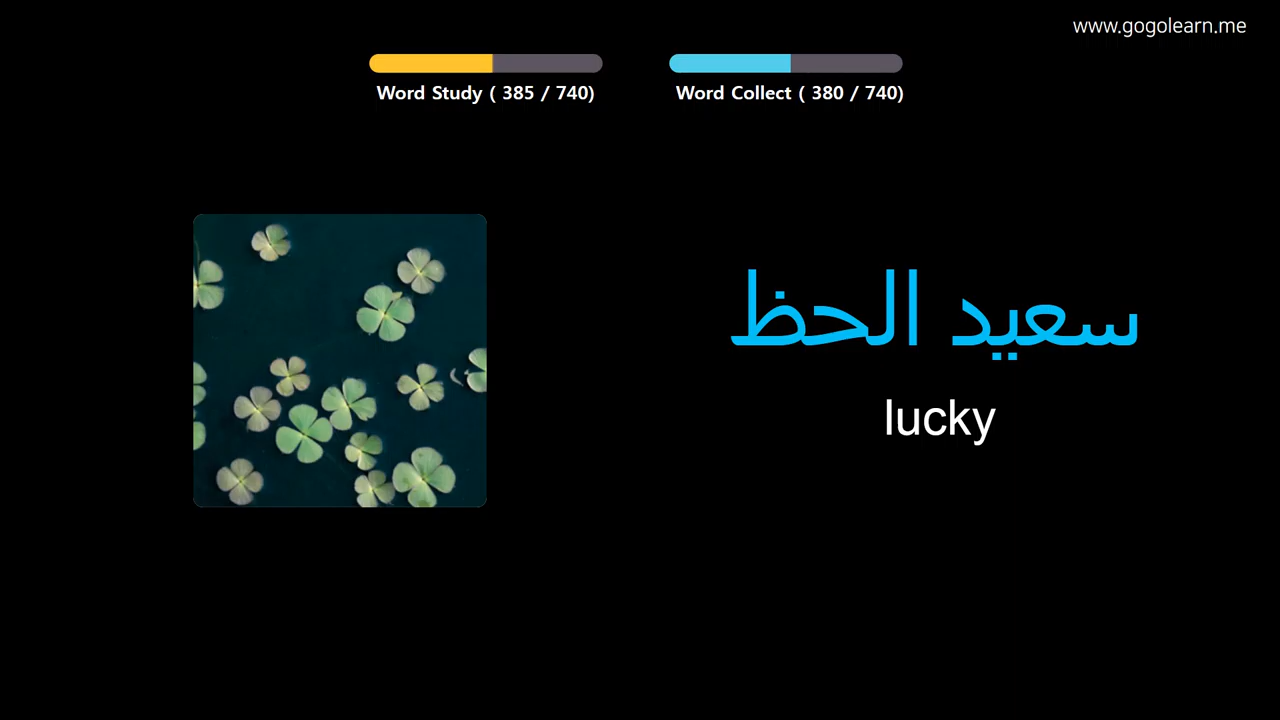 www.gogolearn.me
Word Study ( 385 / 740)
Word Collect ( 380 / 740)
سعيد الحظ
lucky